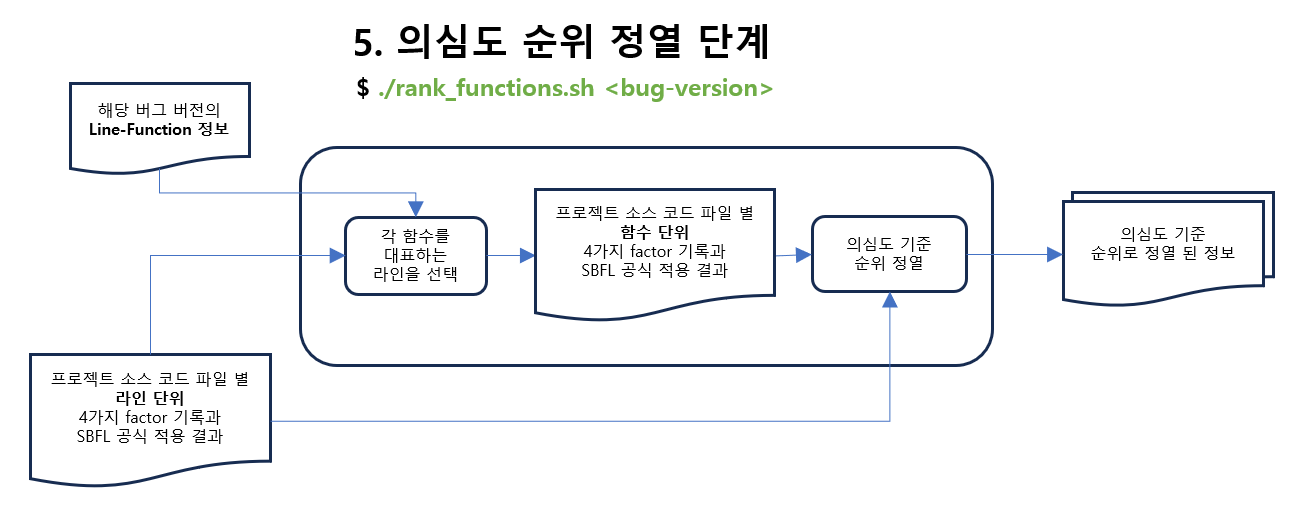 5. 의심도 순위 정렬 단계
$ ./rank_functions.sh <bug-version>
해당 버그 버전의
Line-Function 정보
각 함수를
대표하는
라인을 선택
프로젝트 소스 코드 파일 별
함수 단위
4가지 factor 기록과
SBFL 공식 적용 결과
의심도 기준
순위 정렬
의심도 기준
순위로 정렬 된 정보
프로젝트 소스 코드 파일 별
라인 단위
4가지 factor 기록과
SBFL 공식 적용 결과